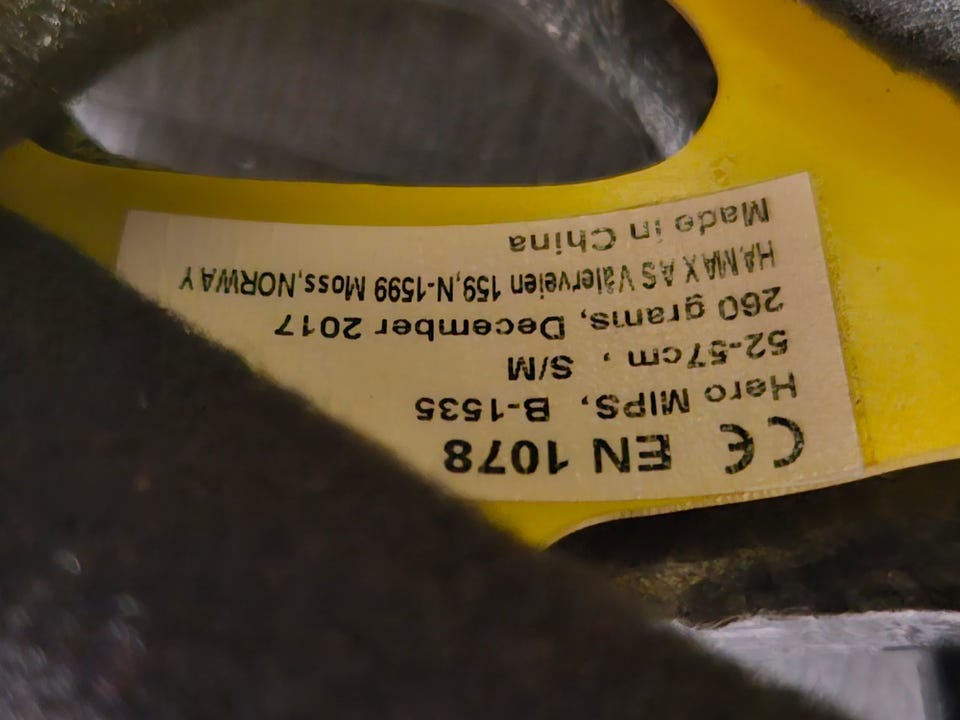 CE EN 1078
Hero MIPS, B-1535
52-57cm , S/M
260 grams, December 2017
HAMAX AS Vålerveien 159,N-1599 Moss,NORWAY
Made in China